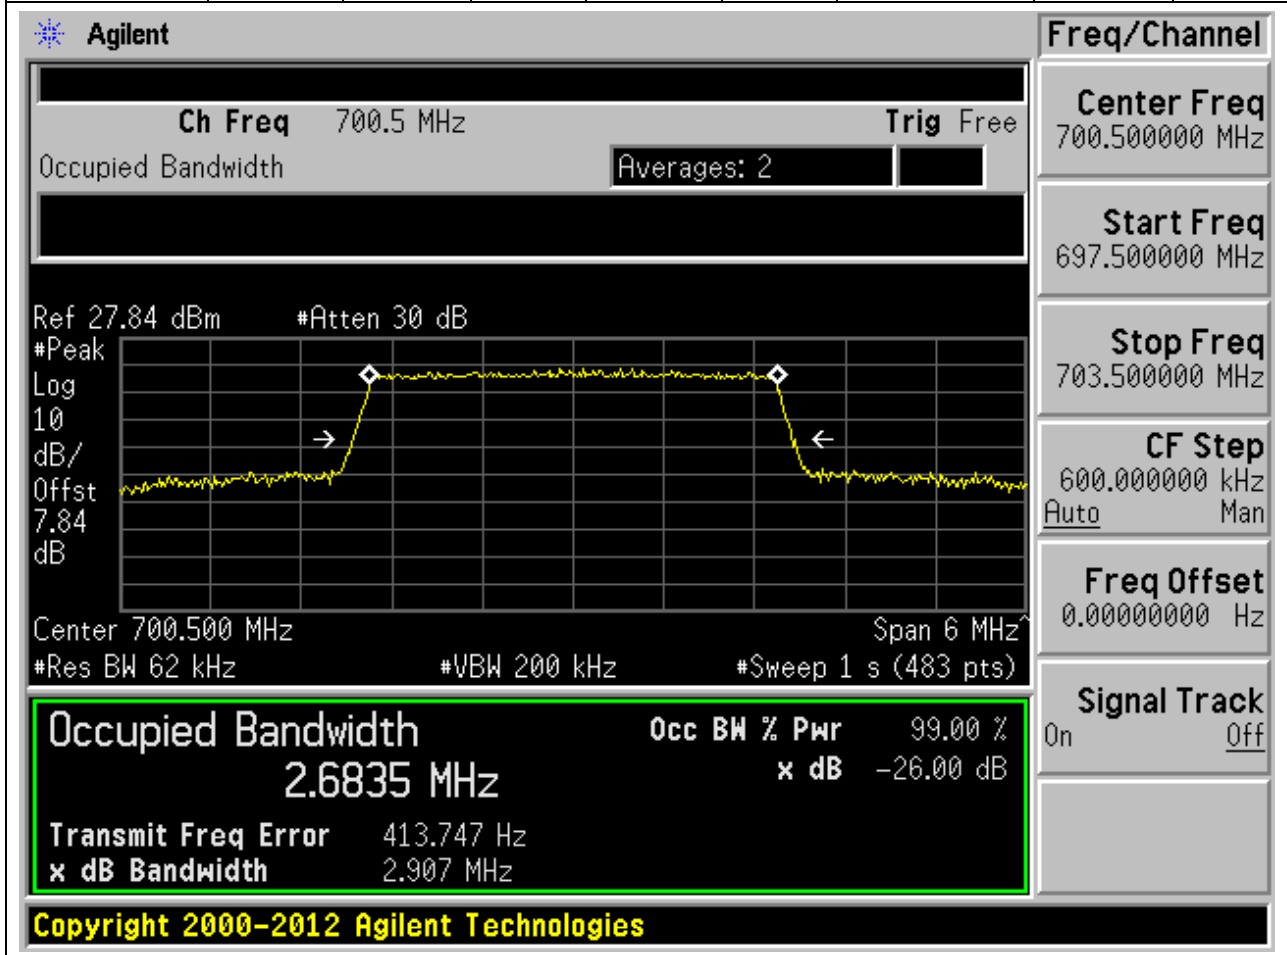 Agilent
Freq/Channel
Ch Freq 700.5 MHz Trig Free
Occupied Bandwidth Averages: 2
Center Freq
700.500000 MHz
Start Freq
697.500000 MHz
Stop Freq
703.500000 MHz
CF Step
600.000000 kHz
Auto Man
Freq Offset
0.00000000 Hz
Signal Track
On Off
Ref 27.84 dBm #Atten 30 dB
#Peak
Log
10
dB/
Offst
7.84
dB
Center 700.500 MHz Span 6 MHz^
#Res BW 62 kHz #VBW 200 kHz #Sweep 1 s (483 pts)
Occupied Bandwidth Occ BW % Pwr 99.00 %
2.6835 MHz x dB -26.00 dB
Transmit Freq Error 413.747 Hz
x dB Bandwidth 2.907 MHz
Copyright 2000-2012 Agilent Technologies